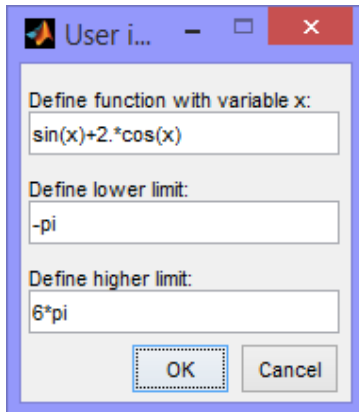 User i...
Define function with variable x:
sin(x)+2.*cos(x)
Define lower limit:
-pi
Define higher limit:
6*pi
OK Cancel